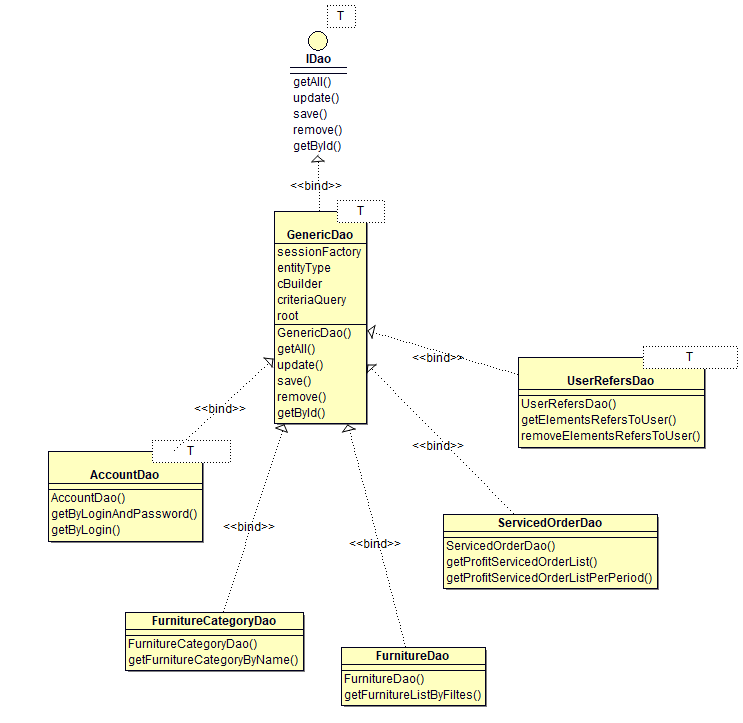 T
IDao
getAll()
update()
save()
remove()
getById()
<<bind>>
T
GenericDao
sessionFactory
entityType
cBuilder
criteriaQuery
root
GenericDao()
getAll()
update()
save()
remove()
getById()
<<bind>>
T
UserRefersDao
UserRefersDao()
getElementsRefersToUser()
removeElementsRefersToUser()
<<bind>>
T
AccountDao
AccountDao()
getByLoginAndPassword()
getByLogin()
<<bind>>
ServicedOrderDao
ServicedOrderDao()
getProfitServicedOrderList()
getProfitServicedOrderListPerPeriod()
<<bind>>
FurnitureCategoryDao
FurnitureCategoryDao()
getFurnitureCategoryByName()
<<bind>>
FurnitureDao
FurnitureDao()
getFurnitureListByFiltes()